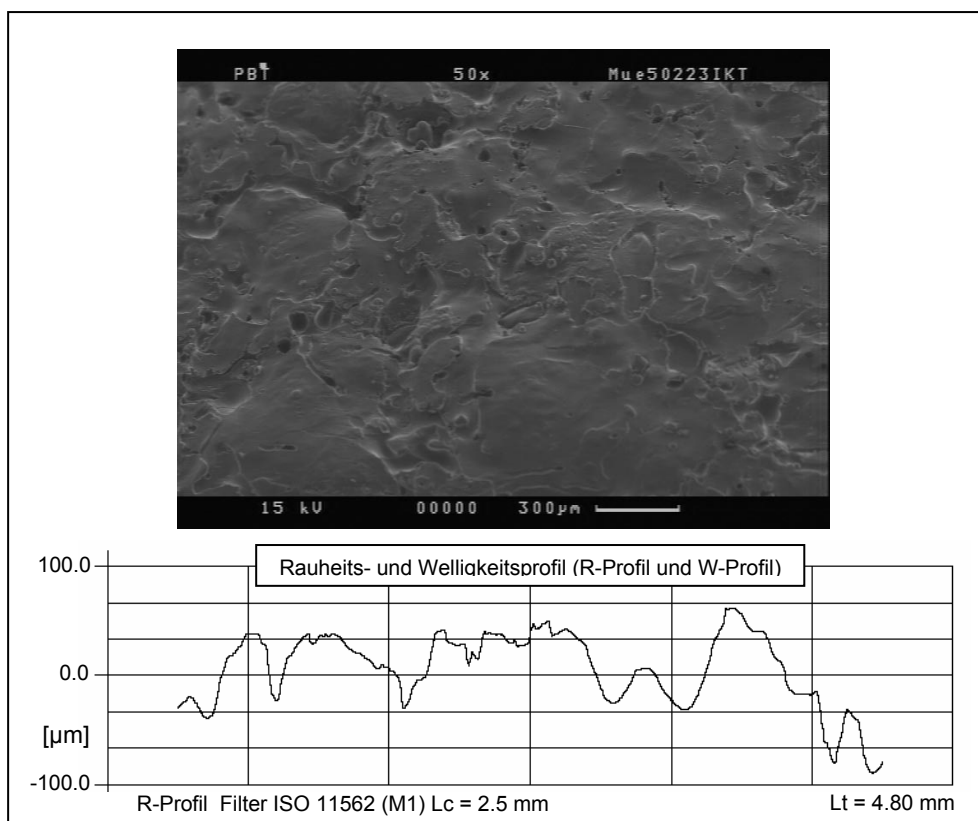 PBT 50x Mue50223IKT
15 kV 00000 300µm
Rauheits- und Welligkeitsprofil (R-Profil und W-Profil)
100.0
0.0
[µm]
-100.0
R-Profil Filter ISO 11562 (M1) Lc = 2.5 mm Lt = 4.80 mm